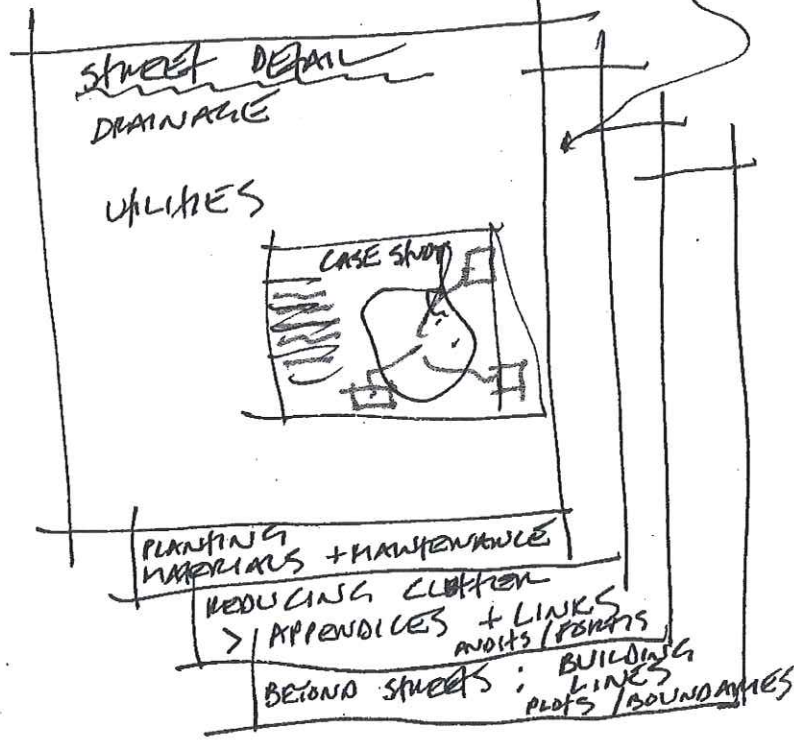 STREET DETAIL
DRAINAGE
UTILITIES
CASE STUDY
PLANTING
MATERIALS + MAINTENANCE
REDUCING CLUTTER
> APPENDICES + LINKS
AUDITS / FORMS
BEYOND STREETS : BUILDING
LINES
PLOTS / BOUNDARIES